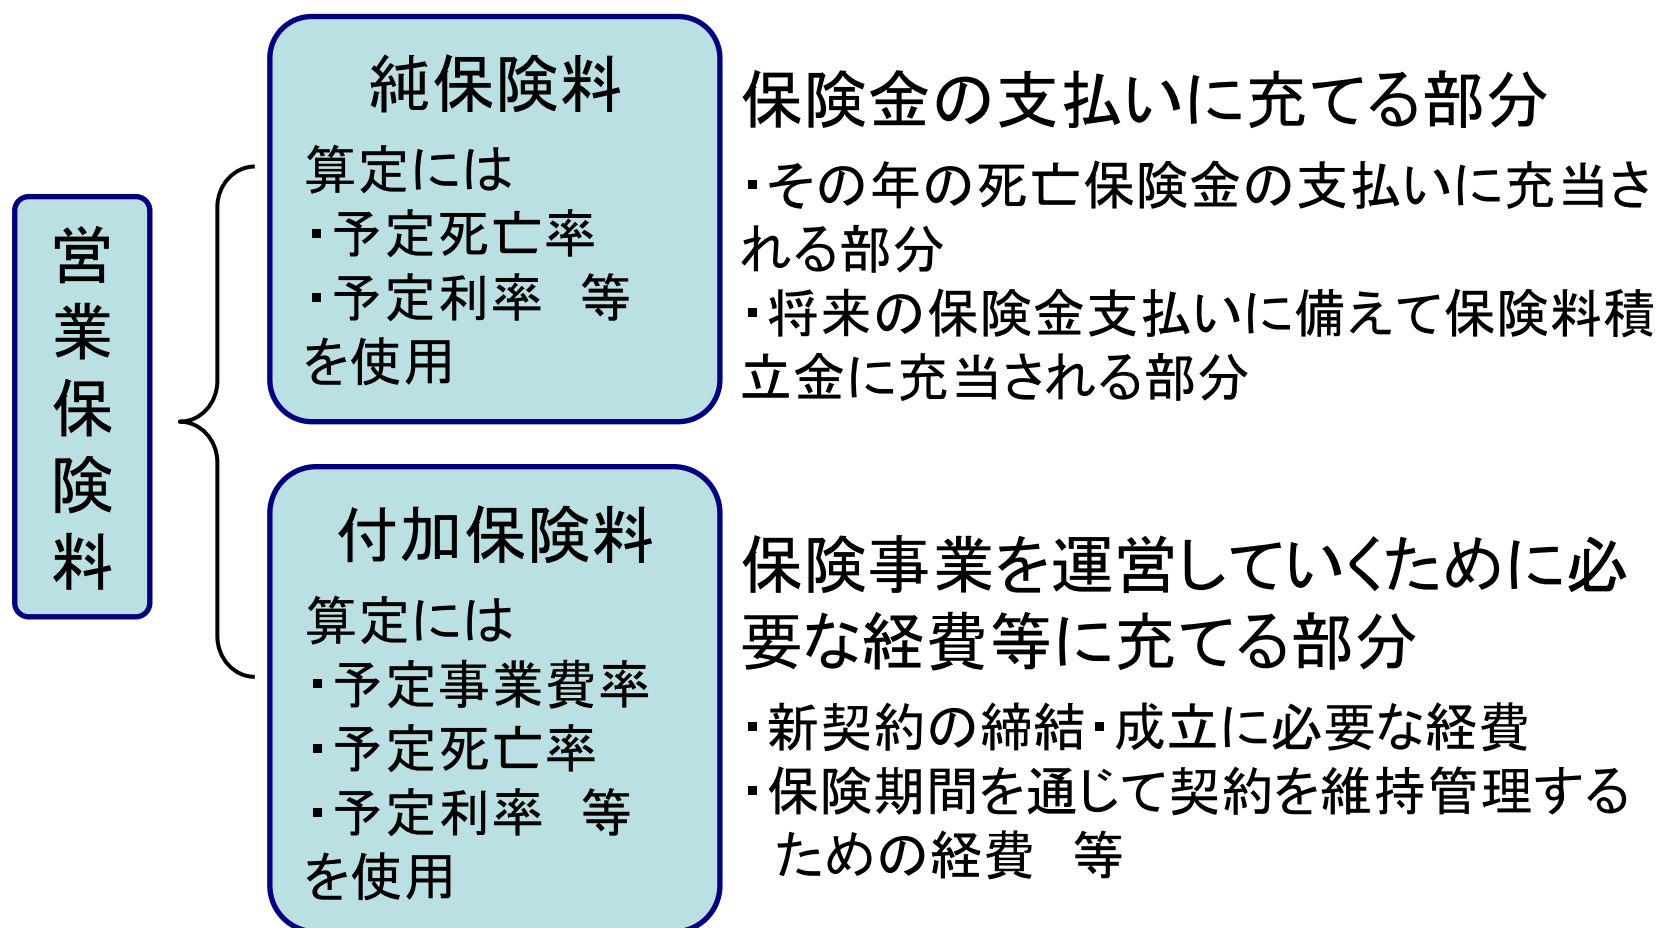 営業保険料
純保険料
算定には
・予定死亡率
・予定利率　等
を使用
保険金の支払いに充てる部分
・その年の死亡保険金の支払いに充当さ
れる部分
・将来の保険金支払いに備えて保険料積
立金に充当される部分
付加保険料
算定には
・予定事業費率
・予定死亡率
・予定利率　等
を使用
保険事業を運営していくために必
要な経費等に充てる部分
・新契約の締結・成立に必要な経費
・保険期間を通じて契約を維持管理する
ための経費　等